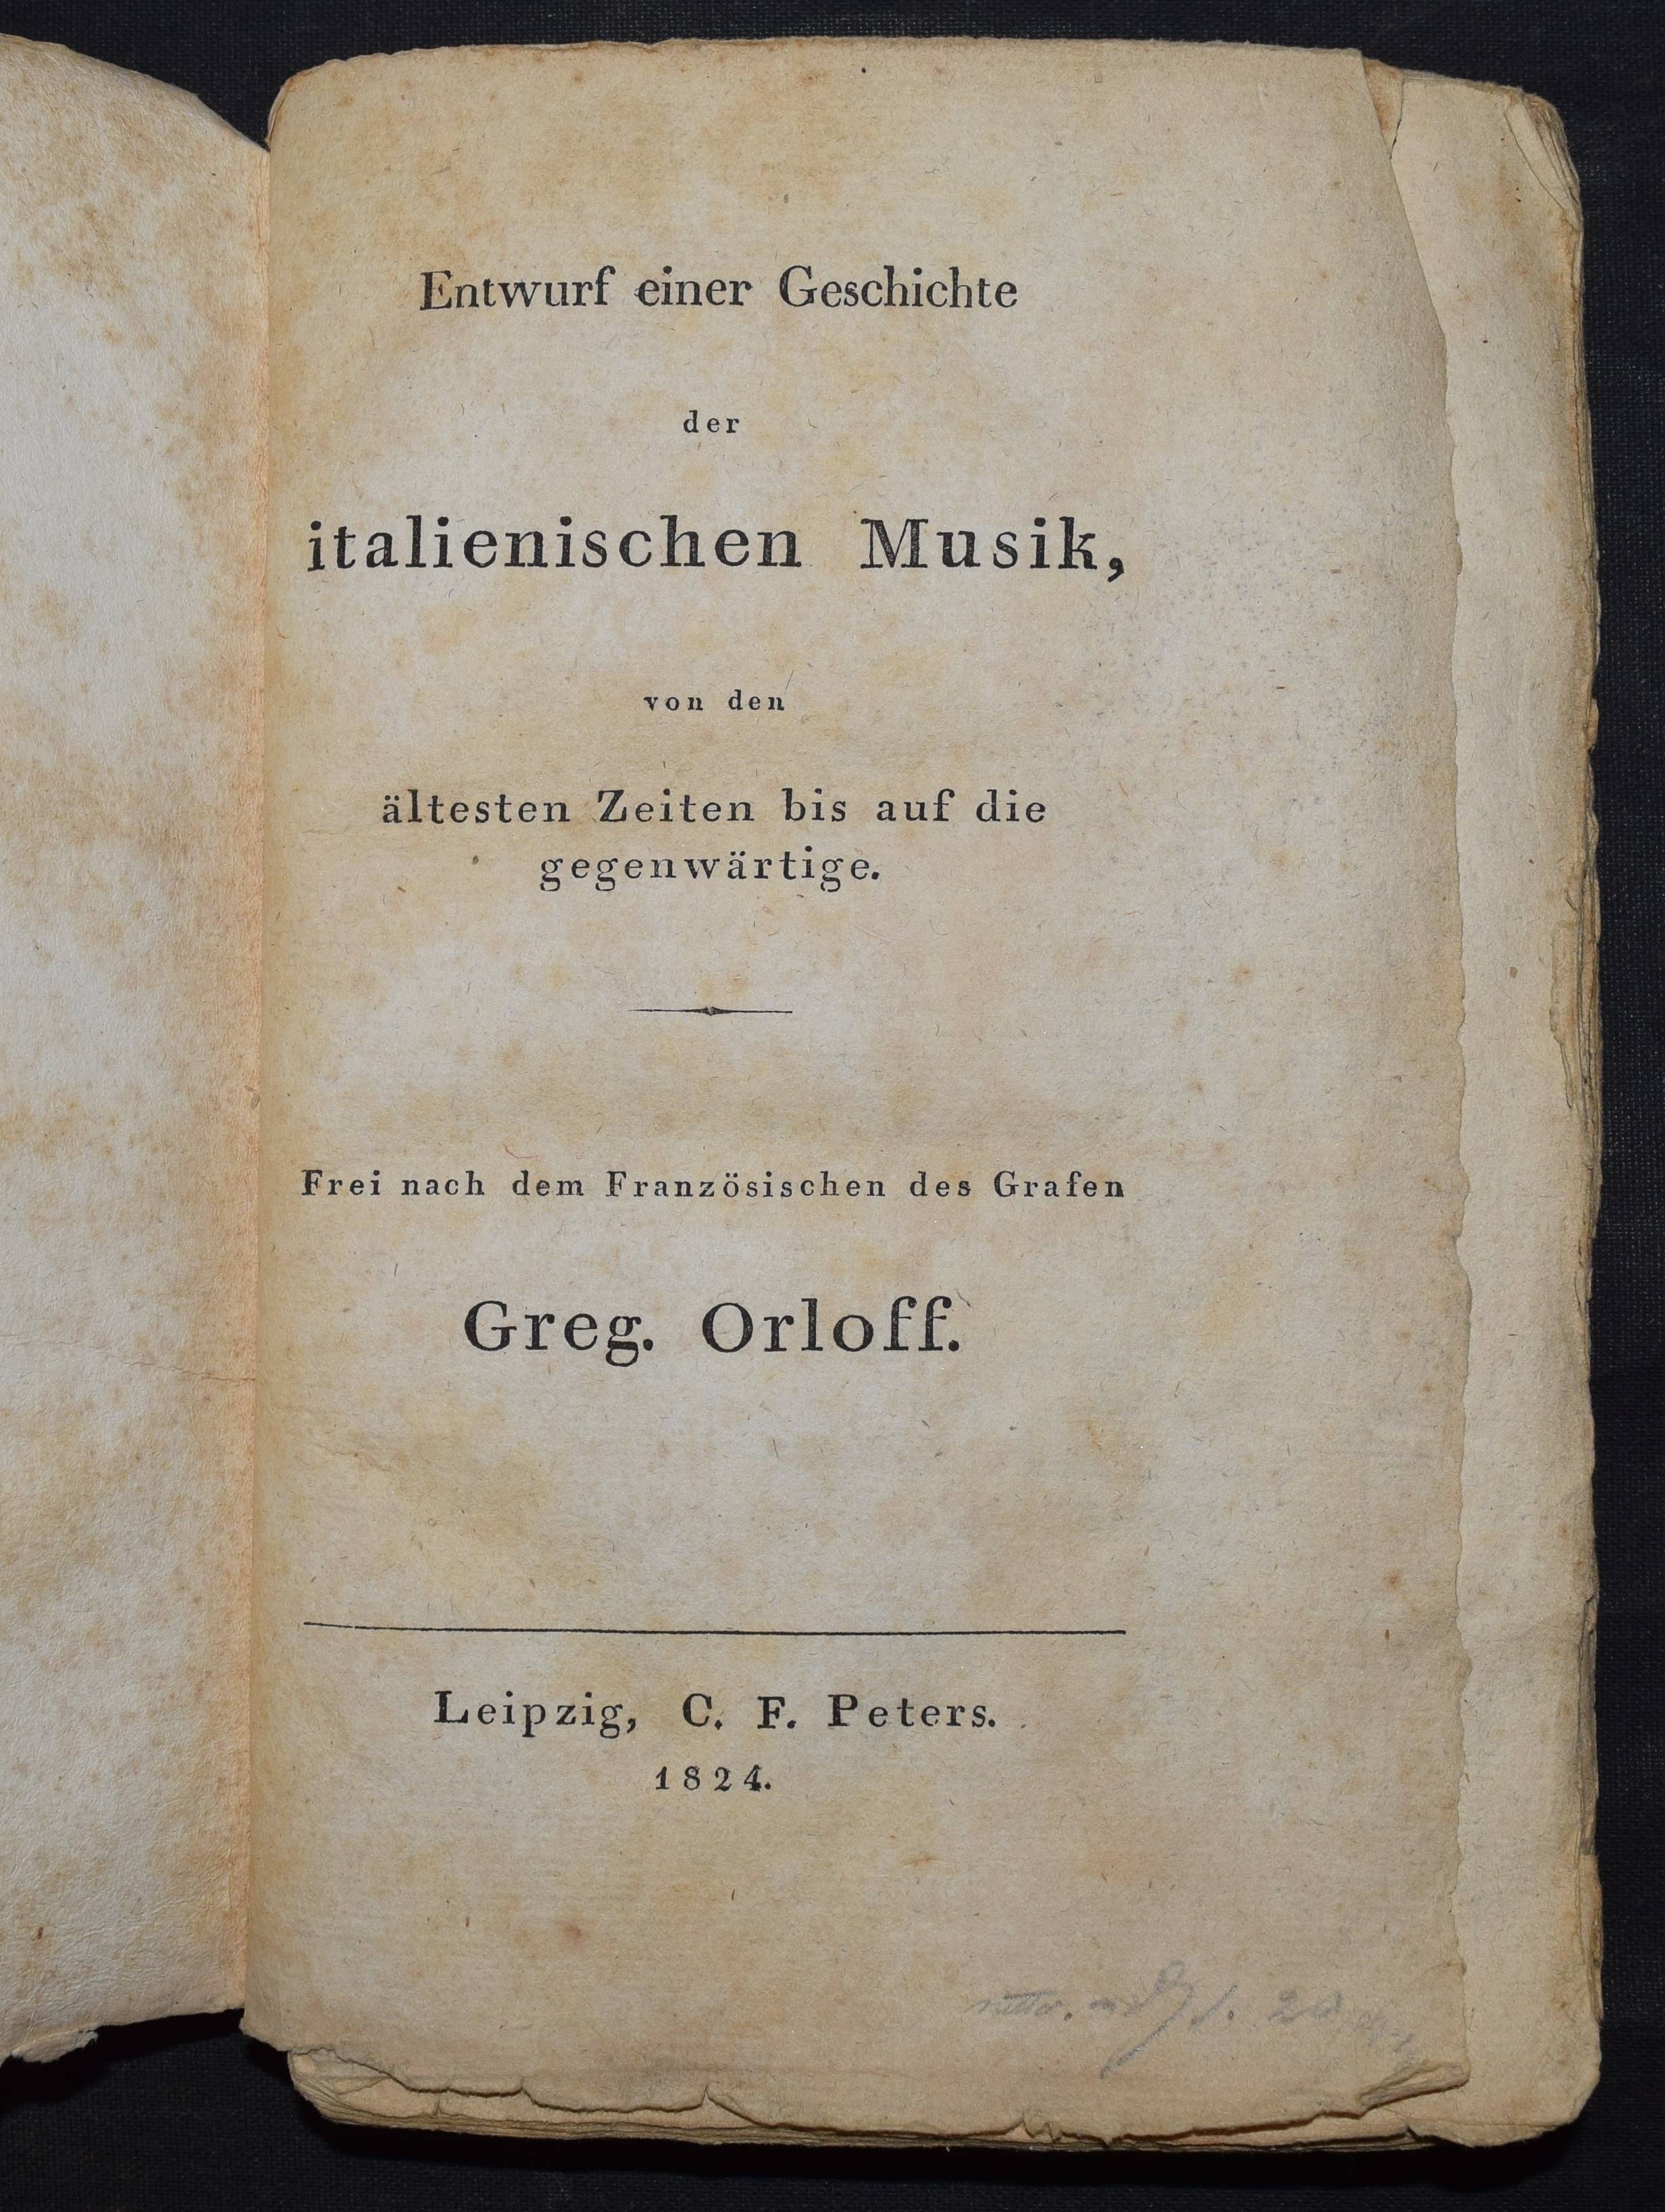 Entwurf einer Geschichte
der
italienischen Musik,
von den
ältesten Zeiten bis auf die
gegenwärtige.
Frei nach dem Französischen des Grafen
Greg. Orloff.
Leipzig, C. F. Peters.
1824.